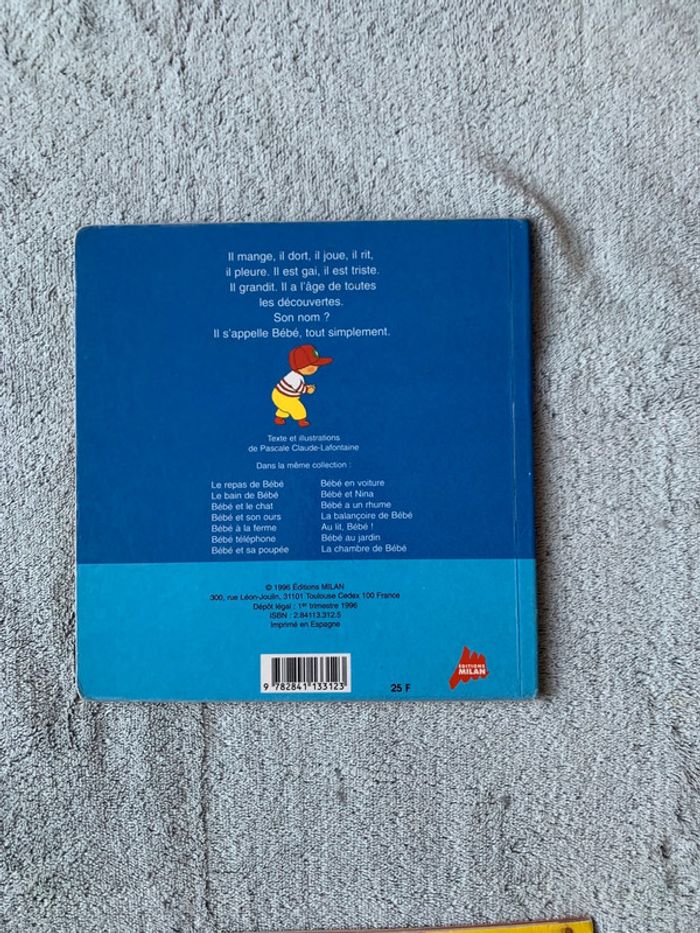 Il mange, il dort, il joue, il rit,
il pleure. Il est gai, il est triste.
Il grandit. Il a l'âge de toutes
les découvertes.
Son nom ?
Il s'appelle Bébé, tout simplement.
Texte et illustrations
de Pascale Claude-Lafontaine
Dans la même collection :
Le repas de Bébé
Le bain de Bébé
Bébé et le chat
Bébé et son ours
Bébé à la ferme
Bébé téléphone
Bébé et sa poupée
Bébé en voiture
Bébé et Nina
Bébé a un rhume
La balançoire de Bébé
Au lit, Bébé !
Bébé au jardin
La chambre de Bébé
© 1996 Éditions MILAN
300, rue Léon-Joulin, 31101 Toulouse Cedex 100 France
Dépôt légal : 1er trimestre 1996
ISBN : 2.84113.312.5
Imprimé en Espagne
9 782841 133123
25 F
ÉDITIONS
MILAN